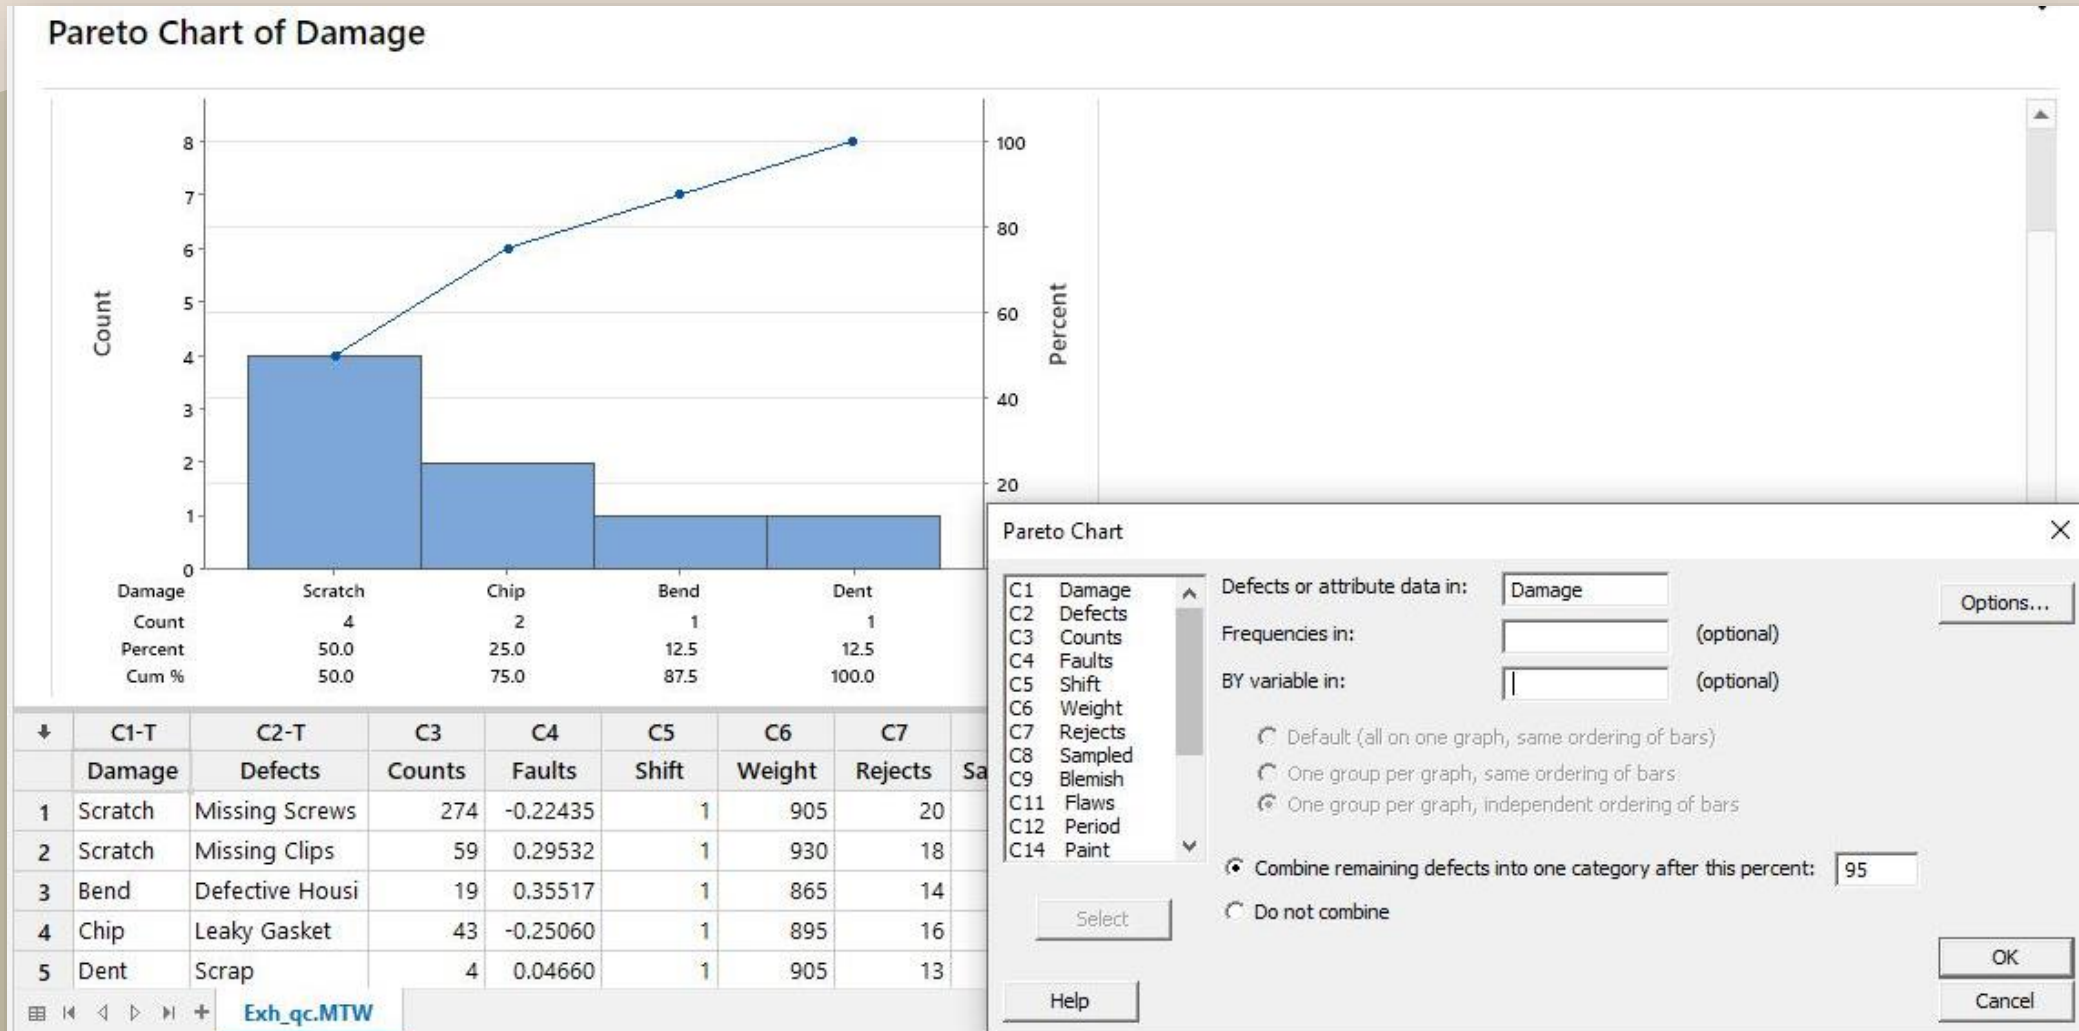 Pareto Chart of Damage
8
7
6
5
4
3
2
1
0
Count
100
80
60
40
20
Percent
Damage Scratch Chip Bend Dent
Count 4 2 1 1
Percent 50.0 25.0 12.5 12.5
Cum % 50.0 75.0 87.5 100.0
C1-T C2-T C3 C4 C5 C6 C7
Damage Defects Counts Faults Shift Weight Rejects Sa
1 Scratch Missing Screws 274 -0.22435 1 905 20
2 Scratch Missing Clips 59 0.29532 1 930 18
3 Bend Defective Housi 19 0.35517 1 865 14
4 Chip Leaky Gasket 43 -0.25060 1 895 16
5 Dent Scrap 4 0.04660 1 905 13
Exh_qc.MTW
Pareto Chart
C1 Damage
C2 Defects
C3 Counts
C4 Faults
C5 Shift
C6 Weight
C7 Rejects
C8 Sampled
C9 Blemish
C11 Flaws
C12 Period
C14 Paint
Select
Help
Defects or attribute data in: Damage
Frequencies in: (optional)
BY variable in: (optional)
Default (all on one graph, same ordering of bars)
One group per graph, same ordering of bars
One group per graph, independent ordering of bars
Combine remaining defects into one category after this percent: 95
Do not combine
Options...
OK
Cancel